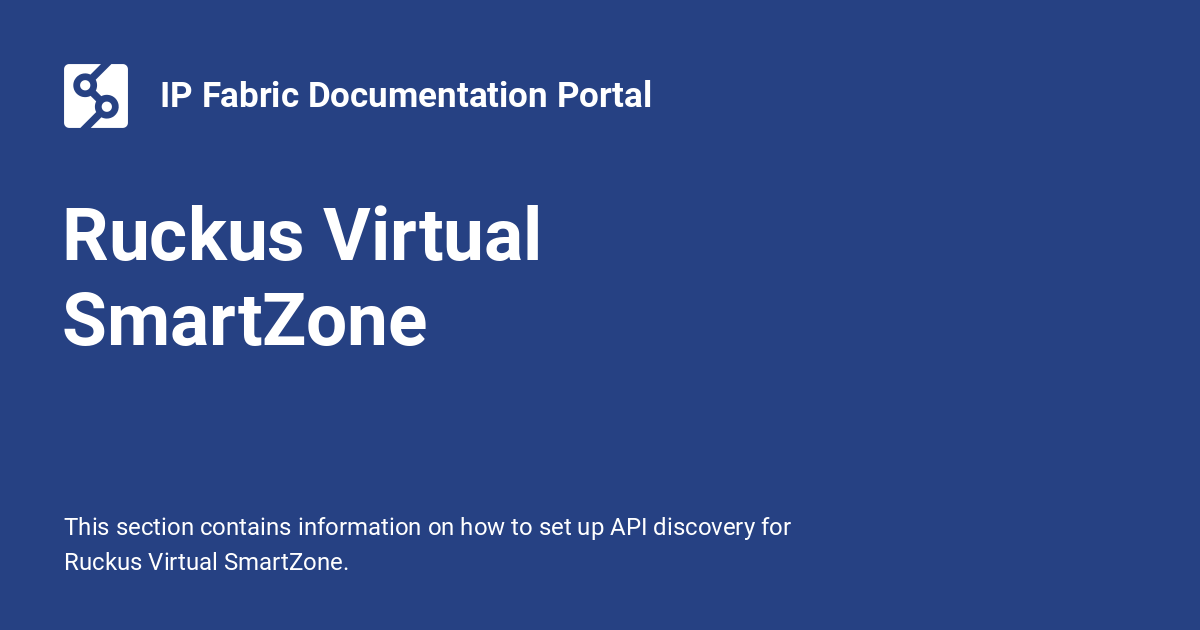 IP Fabric Documentation Portal
Ruckus Virtual
SmartZone
This section contains information on how to set up API discovery for
Ruckus Virtual SmartZone.